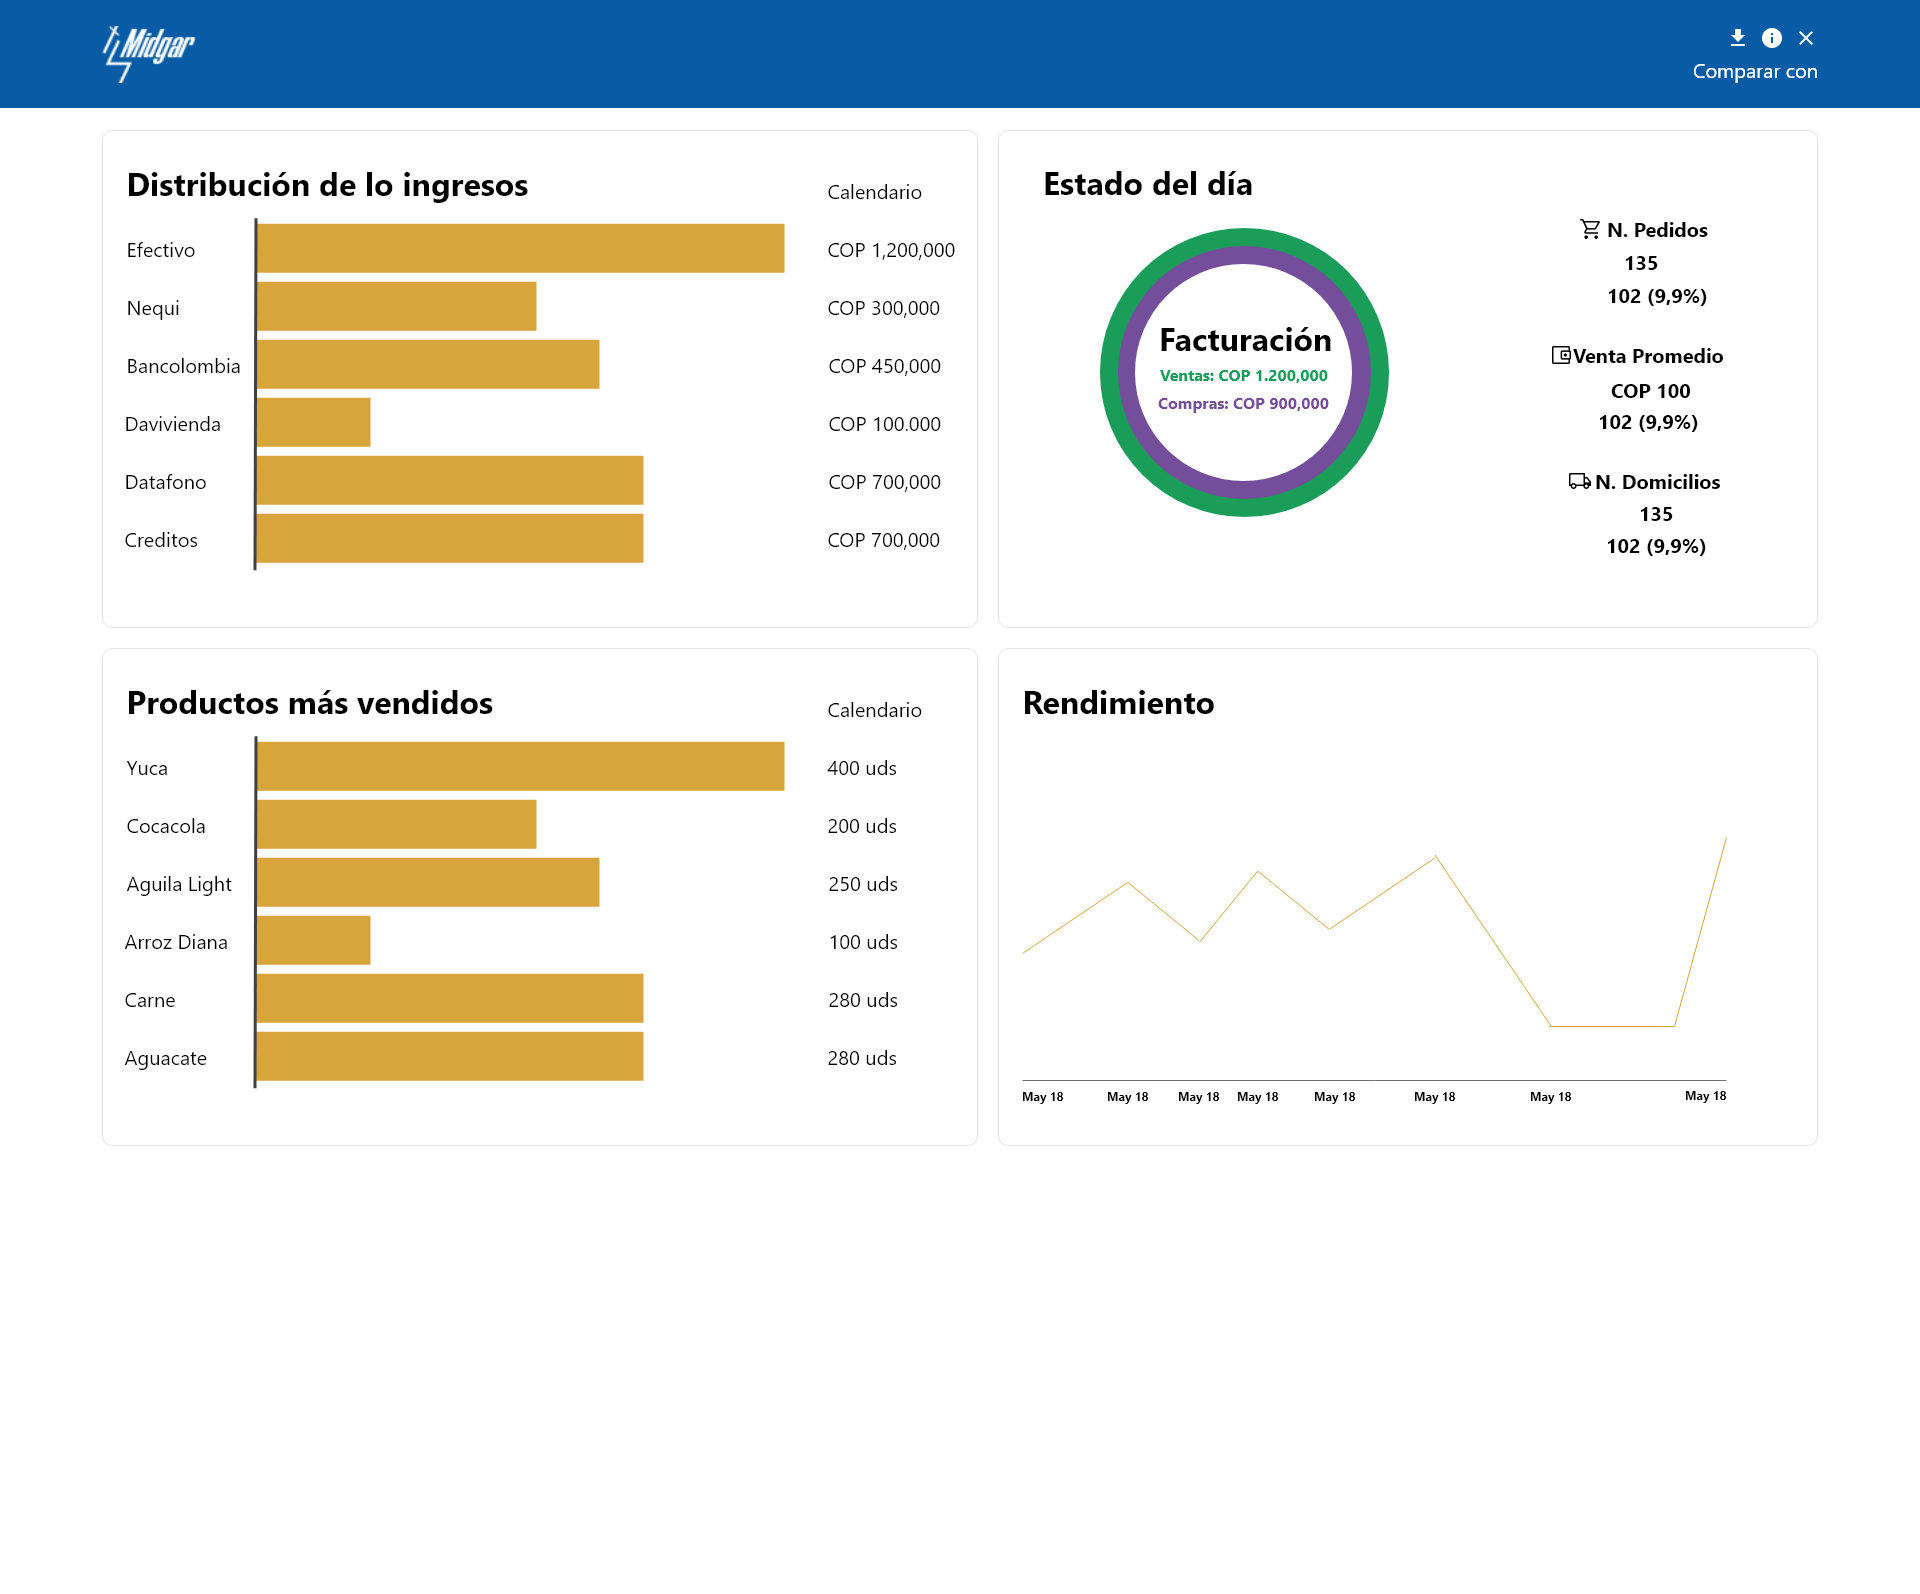 Midgar
Comparar con
Distribución de lo ingresos
Calendario
Efectivo COP 1,200,000
Nequi COP 300,000
Bancolombia COP 450,000
Davivienda COP 100.000
Datafono COP 700,000
Creditos COP 700,000
Estado del día
Facturación
Ventas: COP 1.200,000
Compras: COP 900,000
N. Pedidos
135
102 (9,9%)
Venta Promedio
COP 100
102 (9,9%)
N. Domicilios
135
102 (9,9%)
Productos más vendidos
Calendario
Yuca 400 uds
Cocacola 200 uds
Aguila Light 250 uds
Arroz Diana 100 uds
Carne 280 uds
Aguacate 280 uds
Rendimiento
May 18 May 18 May 18 May 18 May 18 May 18 May 18 May 18